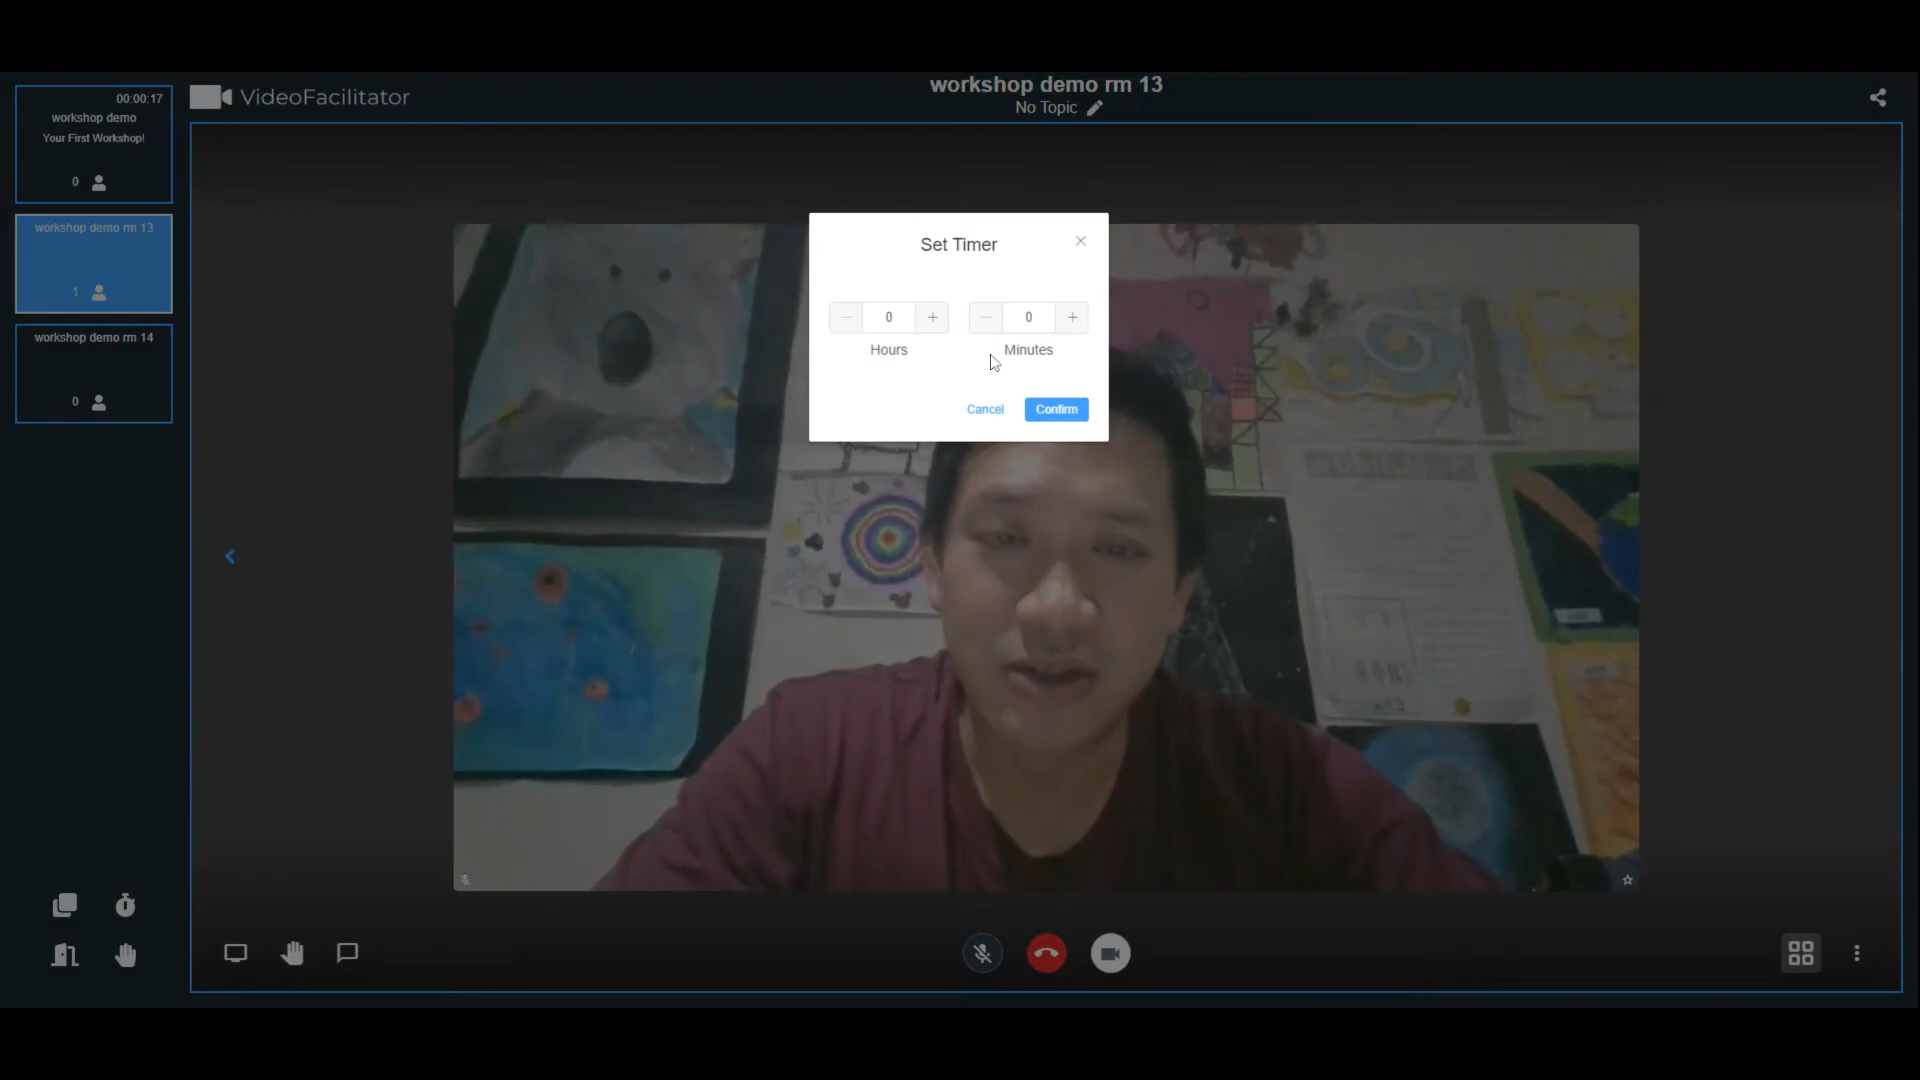 00:00:17
workshop demo
Your First Workshop!
0
workshop demo rm 13
1
workshop demo rm 14
0
VideoFacilitator
workshop demo rm 13
No Topic
Set Timer
0 0
Hours Minutes
Cancel Confirm